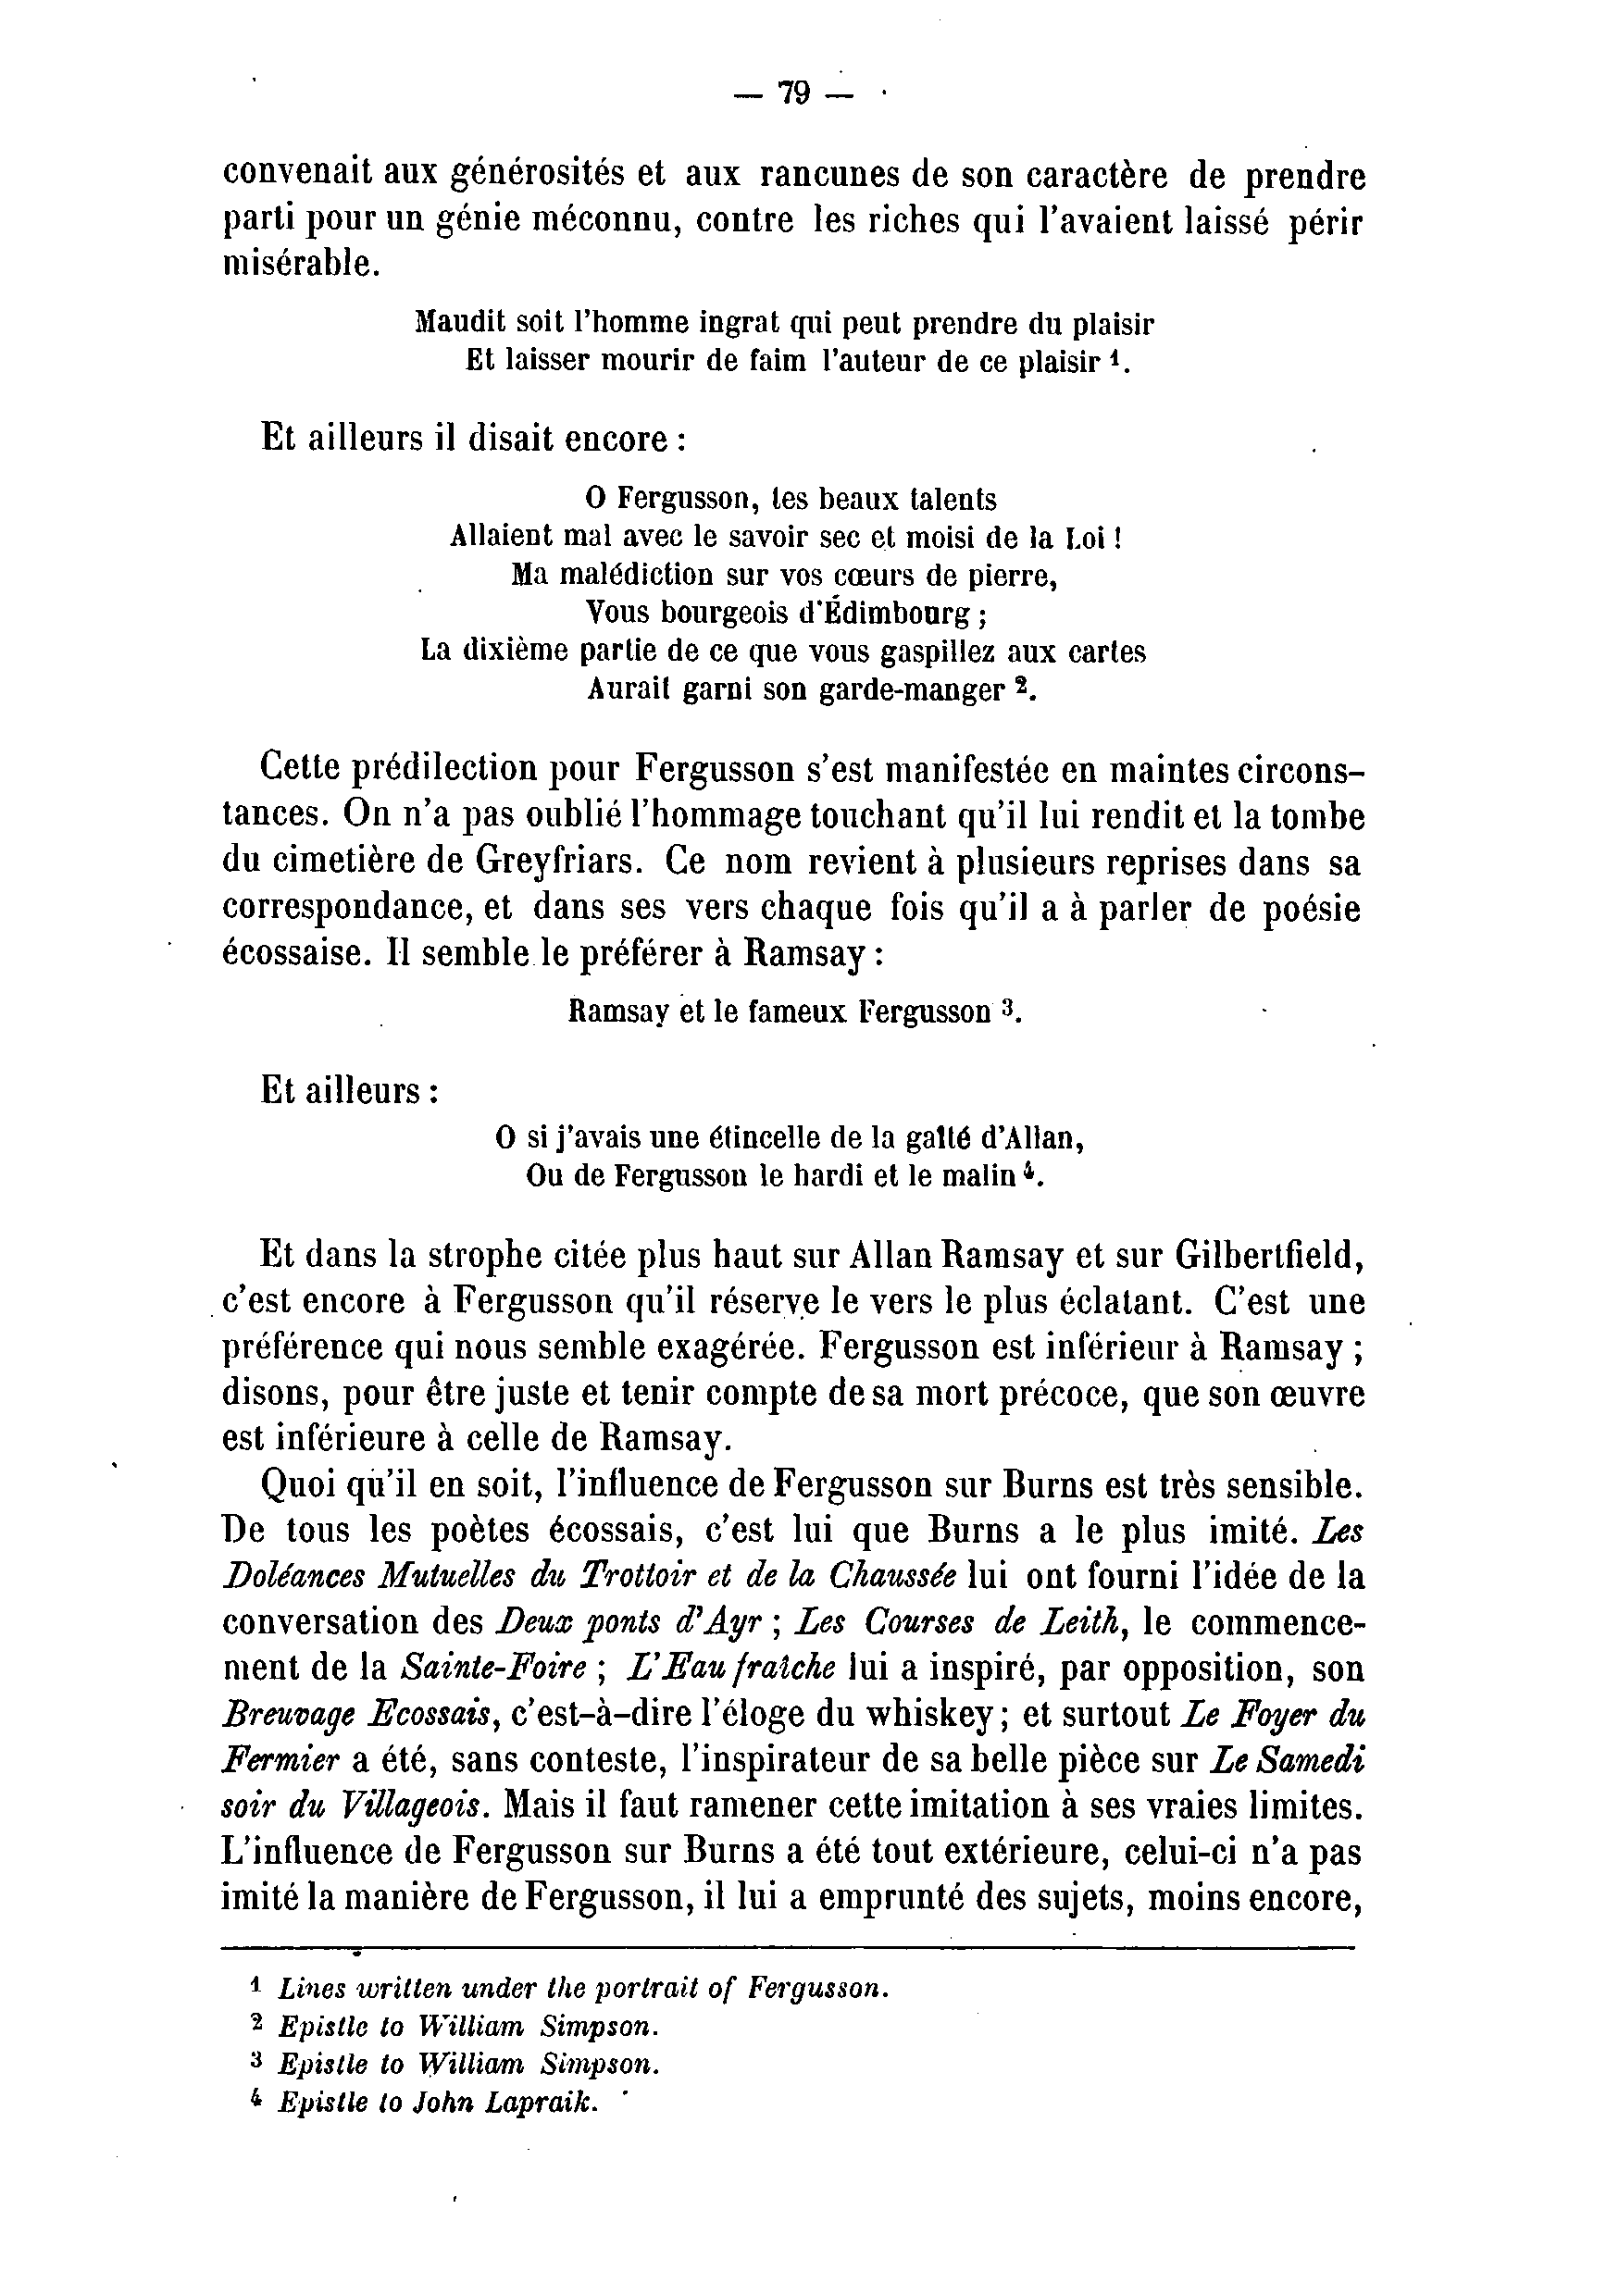 — 79 —
convenait aux générosités et aux rancunes de son caractère de prendre
parti pour un génie méconnu, contre les riches qui l'avaient laissé périr
misérable.
Maudit soit l'homme ingrat qui peut prendre du plaisir
Et laisser mourir de faim l'auteur de ce plaisir ¹.
Et ailleurs il disait encore :
O Fergusson, tes beaux talents
Allaient mal avec le savoir sec et moisi de la Loi !
Ma malédiction sur vos cœurs de pierre,
Vous bourgeois d'Édimbourg ;
La dixième partie de ce que vous gaspillez aux cartes
Aurait garni son garde-manger ².
Cette prédilection pour Fergusson s'est manifestée en maintes circons-
tances. On n'a pas oublié l'hommage touchant qu'il lui rendit et la tombe
du cimetière de Greyfriars. Ce nom revient à plusieurs reprises dans sa
correspondance, et dans ses vers chaque fois qu'il a à parler de poésie
écossaise. Il semble le préférer à Ramsay :
Ramsay et le fameux Fergusson ³.
Et ailleurs :
O si j'avais une étincelle de la gaîté d'Allan,
Ou de Fergusson le hardi et le malin ⁴.
Et dans la strophe citée plus haut sur Allan Ramsay et sur Gilbertfield,
c'est encore à Fergusson qu'il réserve le vers le plus éclatant. C'est une
préférence qui nous semble exagérée. Fergusson est inférieur à Ramsay ;
disons, pour être juste et tenir compte de sa mort précoce, que son œuvre
est inférieure à celle de Ramsay.
Quoi qu'il en soit, l'influence de Fergusson sur Burns est très sensible.
De tous les poètes écossais, c'est lui que Burns a le plus imité. Les
Doléances Mutuelles du Trottoir et de la Chaussée lui ont fourni l'idée de la
conversation des Deux ponts d'Ayr ; Les Courses de Leith, le commence-
ment de la Sainte-Foire ; L'Eau fraîche lui a inspiré, par opposition, son
Breuvage Ecossais, c'est-à-dire l'éloge du whiskey ; et surtout Le Foyer du
Fermier a été, sans conteste, l'inspirateur de sa belle pièce sur Le Samedi
soir du Villageois. Mais il faut ramener cette imitation à ses vraies limites.
L'influence de Fergusson sur Burns a été tout extérieure, celui-ci n'a pas
imité la manière de Fergusson, il lui a emprunté des sujets, moins encore,
¹ Lines written under the portrait of Fergusson.
² Epistle to William Simpson.
³ Epistle to William Simpson.
⁴ Epistle to John Lapraik.